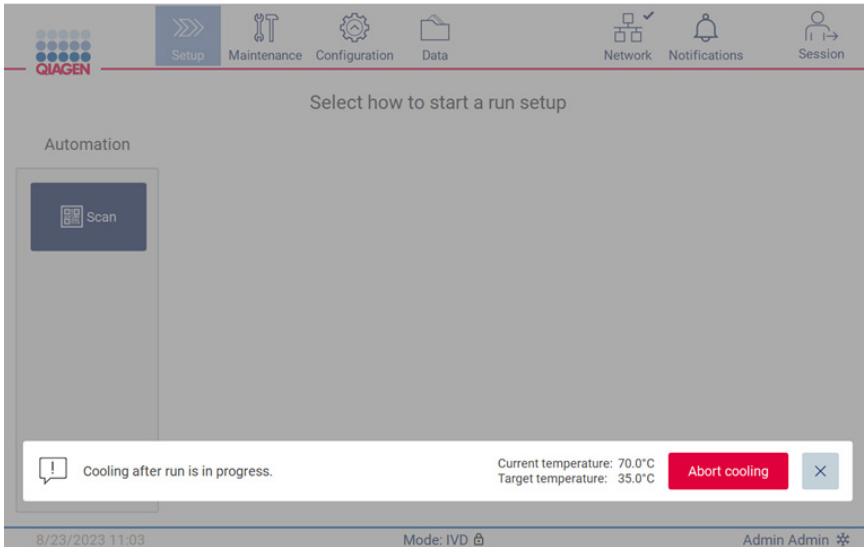 QIAGEN
Setup
Maintenance
Configuration
Data
Network
Notifications
Session
Select how to start a run setup
Automation
Scan
Cooling after run is in progress.
Current temperature: 70.0°C
Target temperature: 35.0°C
Abort cooling
8/23/2023 11:03
Mode: IVD
Admin Admin